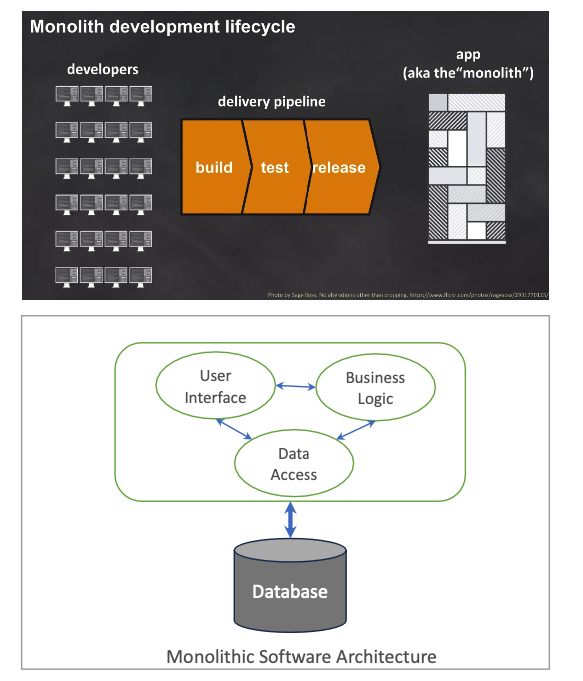 Monolith development lifecycle
developers
app
(aka the“monolith”)
delivery pipeline
build
test
release
Photo by Sage Ross. No alterations other than cropping. https://www.flickr.com/photos/ragesoss/2931770125/
User
Interface
Business
Logic
Data
Access
Database
Monolithic Software Architecture